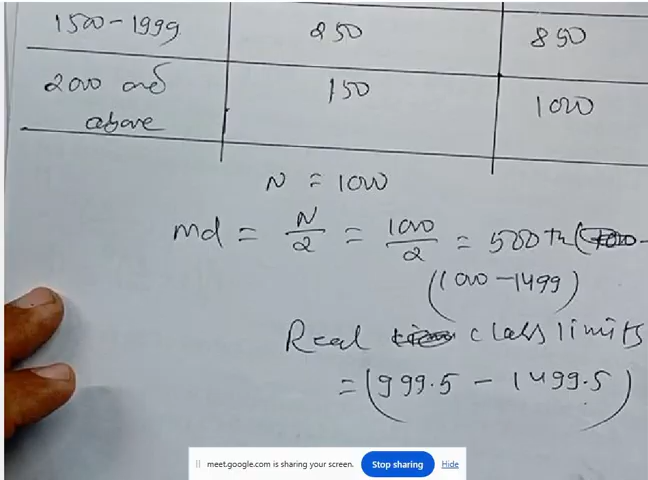 1500-1999 250 850
2000 and above 150 1000
N = 1000
Md = N/2 = 1000/2 = 500th (
(1000-1499)
Real class limits
= (999.5 - 1499.5)
meet.google.com is sharing your screen. Stop sharing Hide